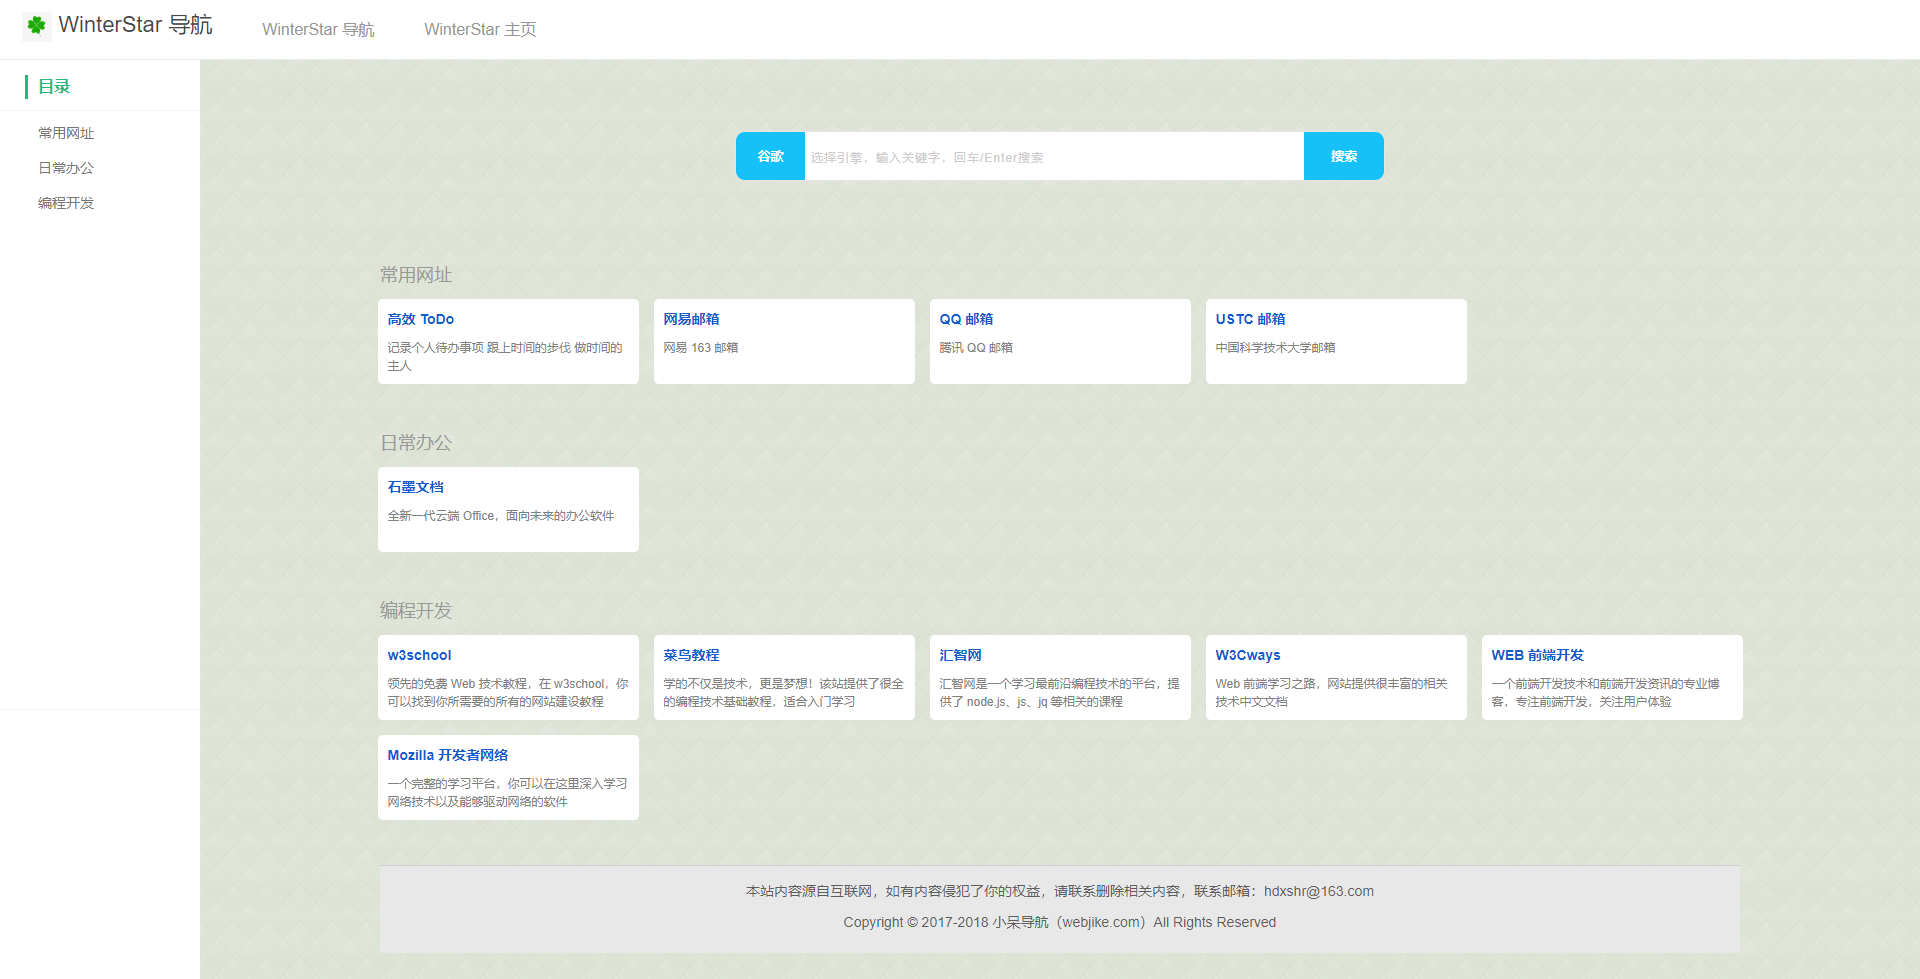 WinterStar 导航
WinterStar 导航
WinterStar 主页
目录
常用网址
日常办公
编程开发
谷歌
选择引擎，输入关键字，回车/Enter搜索
搜索
常用网址
高效 ToDo
记录个人待办事项 跟上时间的步伐 做时间的
主人
网易邮箱
网易 163 邮箱
QQ 邮箱
腾讯 QQ 邮箱
USTC 邮箱
中国科学技术大学邮箱
日常办公
石墨文档
全新一代云端 Office，面向未来的办公软件
编程开发
w3school
领先的免费 Web 技术教程，在 w3school，你
可以找到你所需要的所有的网站建设教程
菜鸟教程
学的不仅是技术，更是梦想！该站提供了很全
的编程技术基础教程，适合入门学习
汇智网
汇智网是一个学习最前沿编程技术的平台，提
供了 node.js、js、jq 等相关的课程
W3Cways
Web 前端学习之路，网站提供很丰富的相关
技术中文文档
WEB 前端开发
一个前端开发技术和前端开发资讯的专业博
客，专注前端开发，关注用户体验
Mozilla 开发者网络
一个完整的学习平台，你可以在这里深入学习
网络技术以及能够驱动网络的软件
本站内容源自互联网，如有内容侵犯了你的权益，请联系删除相关内容，联系邮箱：hdxshr@163.com
Copyright © 2017-2018 小呆导航（webjike.com）All Rights Reserved